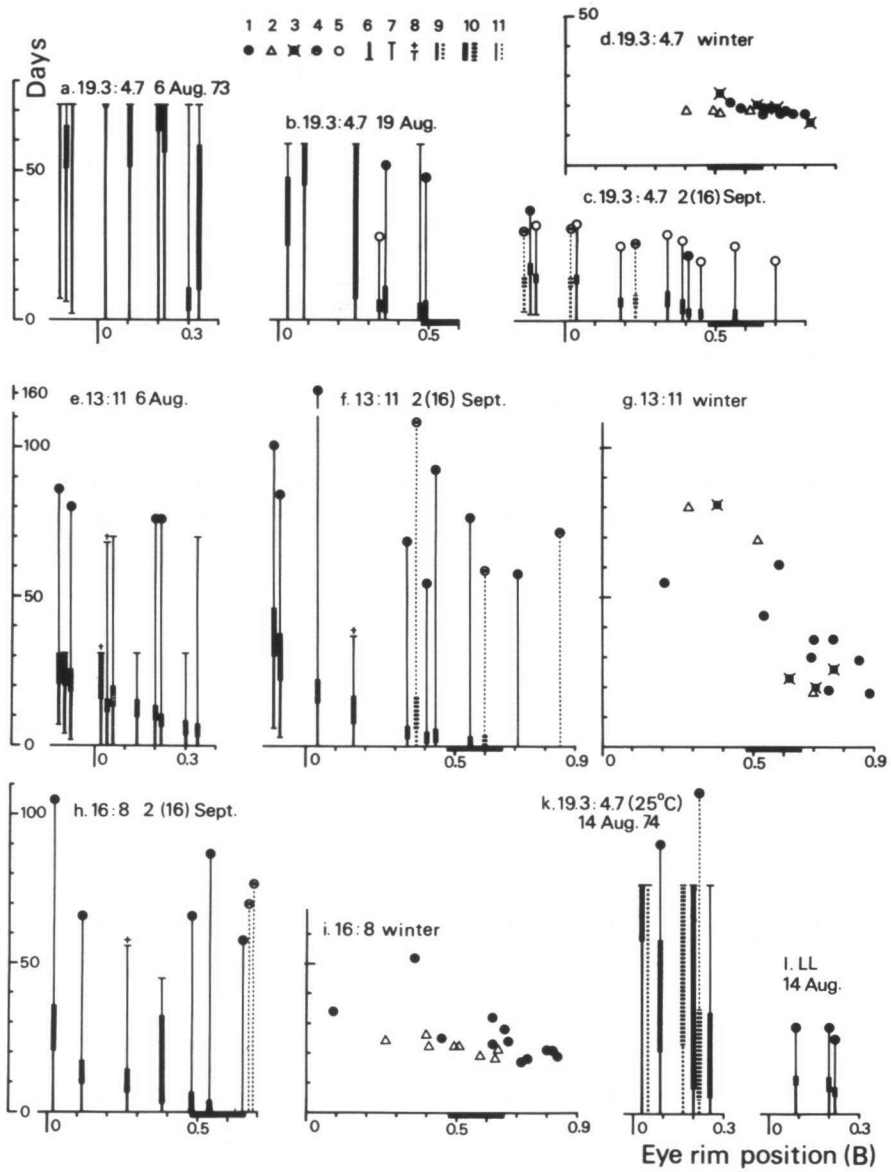 1 2 3 4 5 6 7 8 9 10 11
Days
50
0
a. 19.3:4.7 6 Aug. 73
0 0.3
b. 19.3:4.7 19 Aug.
0 0.5
50
d. 19.3:4.7 winter
c. 19.3:4.7 2(16) Sept.
0 0.5
160
100
50
0
e. 13:11 6 Aug.
0 0.3
f. 13:11 2(16) Sept.
0 0.5 0.9
g. 13:11 winter
0 0.5 0.9
100
50
0
h. 16:8 2 (16) Sept.
0 0.5
i. 16:8 winter
0 0.5 0.9
k. 19.3:4.7 (25°C)
14 Aug. 74
0 0.3
l. LL
14 Aug.
0 0.3
Eye rim position (B)